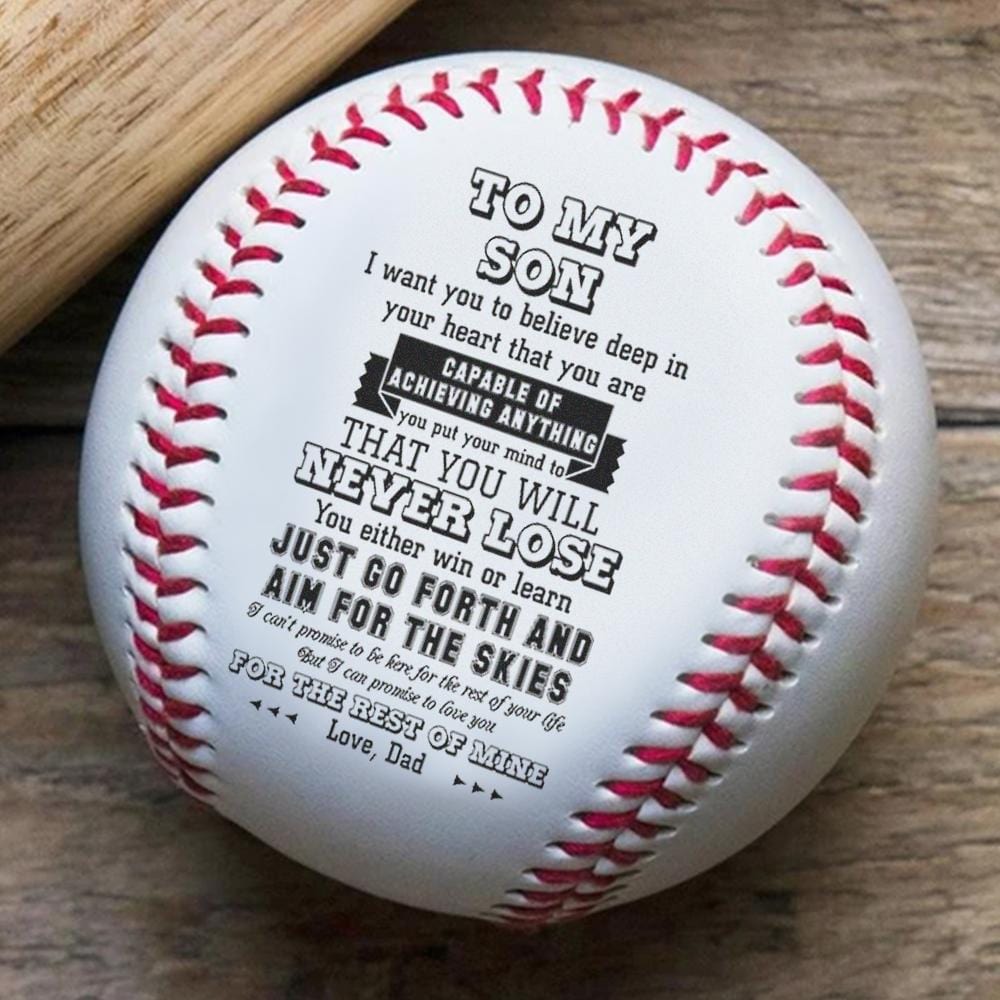 TO MY
SON
I want you to believe deep in
your heart that you are
CAPABLE OF
ACHIEVING ANYTHING
you put your mind to
THAT YOU WILL
NEVER LOSE
You either win or learn
JUST GO FORTH AND
AIM FOR THE SKIES
I can't promise to be here for the rest of your life
But I can promise to love you
FOR THE REST OF MINE
Love, Dad